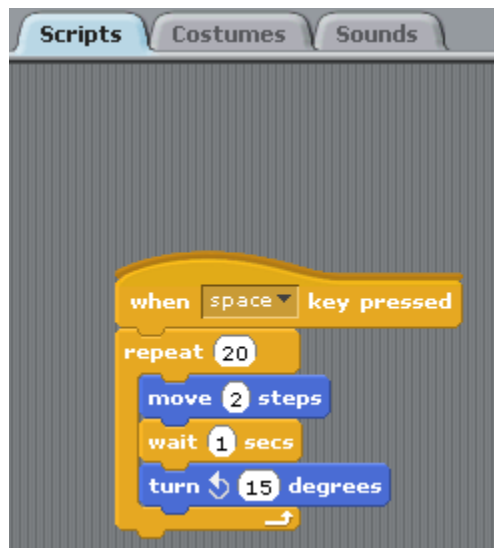 Scripts Costumes Sounds
when space key pressed
repeat 20
move 2 steps
wait 1 secs
turn 15 degrees